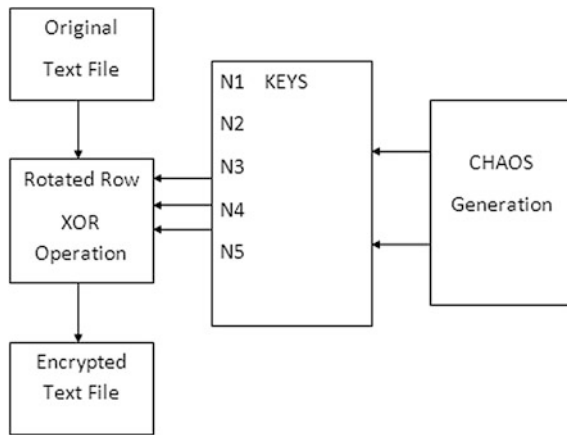 Original
Text File
Rotated Row
XOR
Operation
Encrypted
Text File
N1 KEYS
N2
N3
N4
N5
CHAOS
Generation